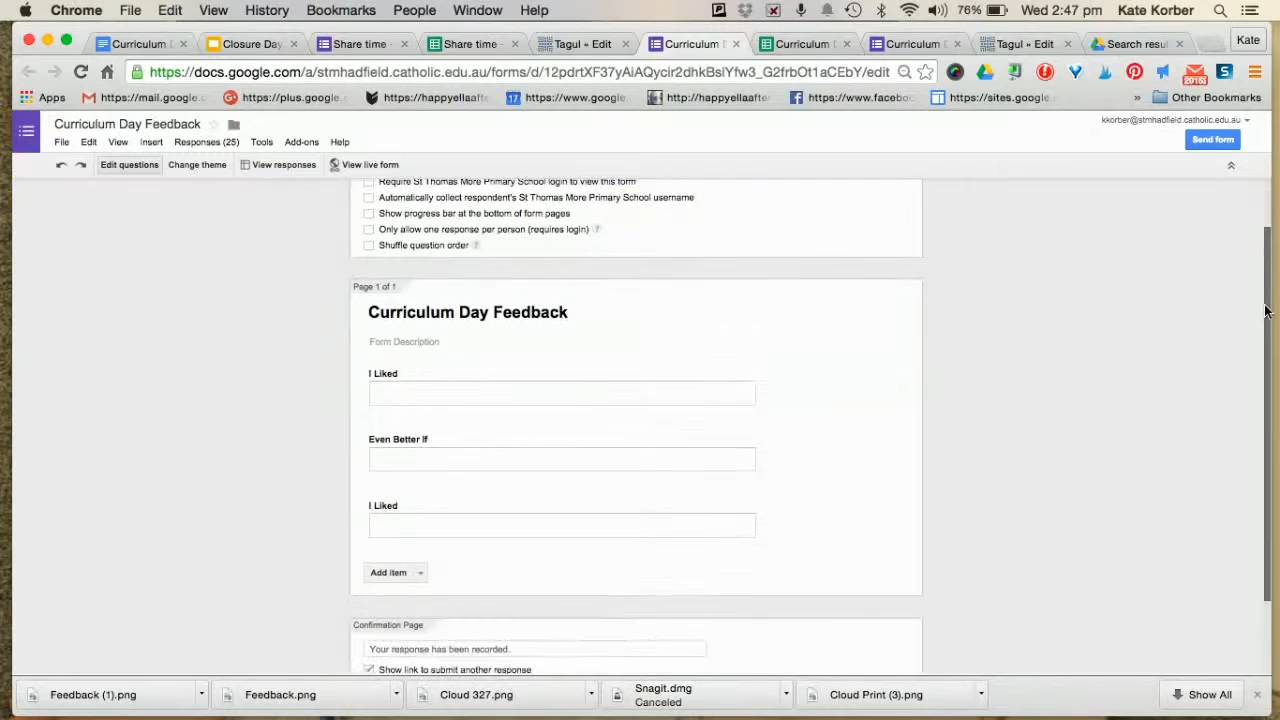 Chrome File Edit View History Bookmarks People Window Help 76% Wed 2:47 pm Kate Korber
Curriculum D Closure Day Share time - Share time - Tagul – Edit Curriculum D Curriculum D Curriculum D Tagul – Edit Search resul Kate
https://docs.google.com/a/stmhadfield.catholic.edu.au/forms/d/12pdrtXF37yAiAQycir2dhkBslYfw3_G2frbOt1aCEbY/edit
Apps https://mail.google.c https://plus.google. https://happyellaafter https://www.google. http://happyellaafter https://www.facebo https://sites.google. » Other Bookmarks
Curriculum Day Feedback
kkorber@stmhadfield.catholic.edu.au
File Edit View Insert Responses (25) Tools Add-ons Help
Send form
Edit questions Change theme View responses View live form
Require St Thomas More Primary School login to view this form
Automatically collect respondent's St Thomas More Primary School username
Show progress bar at the bottom of form pages
Only allow one response per person (requires login) ?
Shuffle question order ?
Page 1 of 1
Curriculum Day Feedback
Form Description
I Liked
Even Better If
I Liked
Add item
Confirmation Page
Your response has been recorded.
Show link to submit another response
Feedback (1).png Feedback.png Cloud 327.png Snagit.dmg Cloud Print (3).png Show All
Canceled